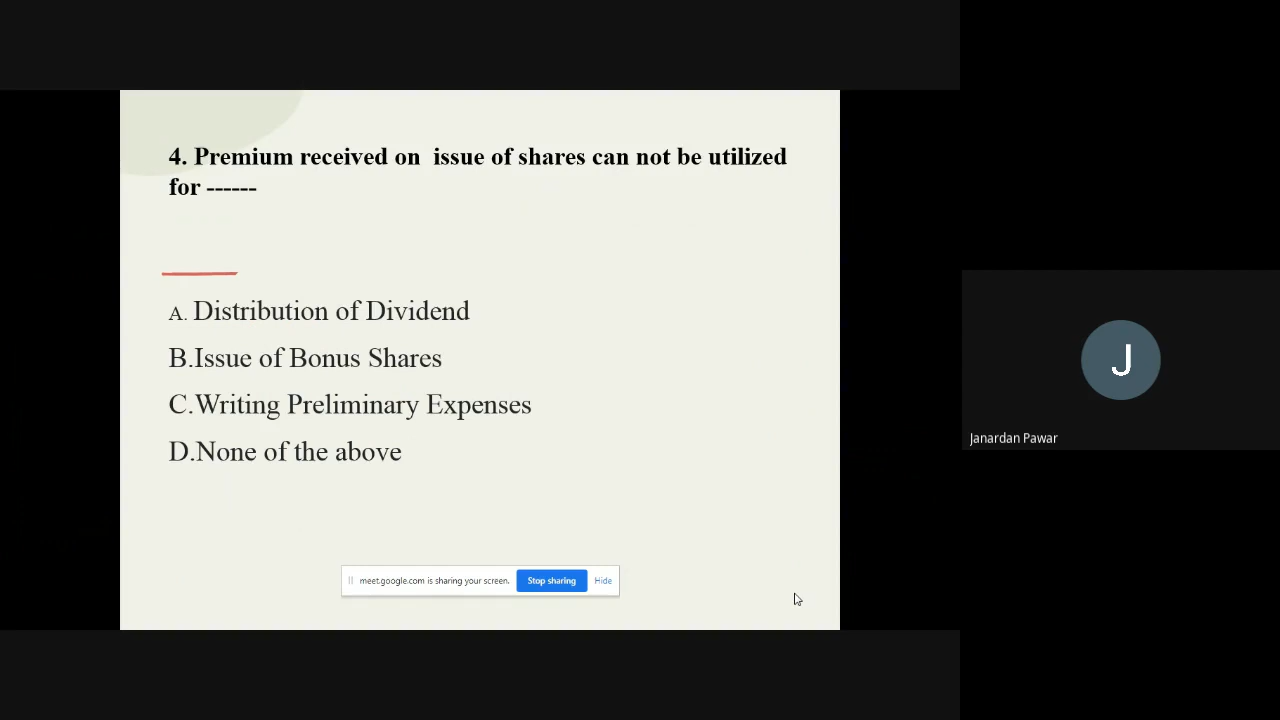 4. Premium received on issue of shares can not be utilized
for ------
A. Distribution of Dividend
B.Issue of Bonus Shares
C.Writing Preliminary Expenses
D.None of the above
meet.google.com is sharing your screen. Stop sharing Hide
J
Janardan Pawar